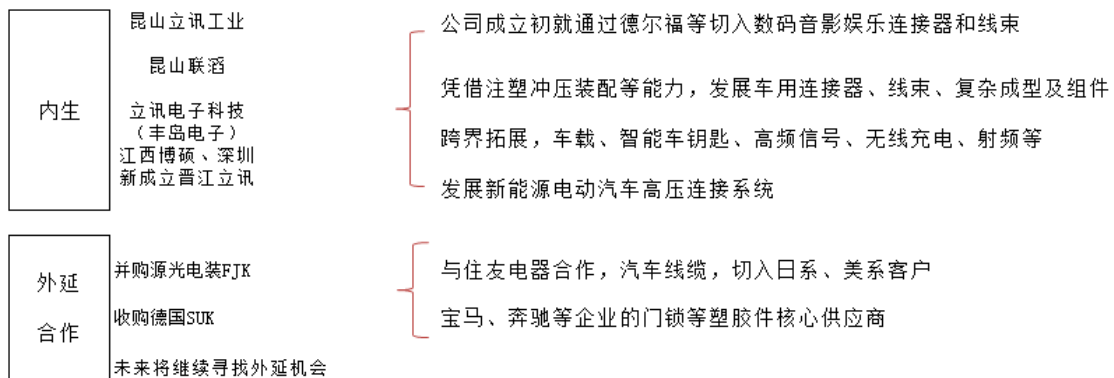 内生
昆山立讯工业
昆山联滔
立讯电子科技
（丰岛电子）
江西博硕、深圳
新成立晋江立讯
公司成立初就通过德尔福等切入数码音影娱乐连接器和线束
凭借注塑冲压装配等能力，发展车用连接器、线束、复杂成型及组件
跨界拓展，车载、智能车钥匙、高频信号、无线充电、射频等
发展新能源电动汽车高压连接系统
外延
合作
并购源光电装FJK
收购德国SUK
未来将继续寻找外延机会
与住友电器合作，汽车线缆，切入日系、美系客户
宝马、奔驰等企业的门锁等塑胶件核心供应商